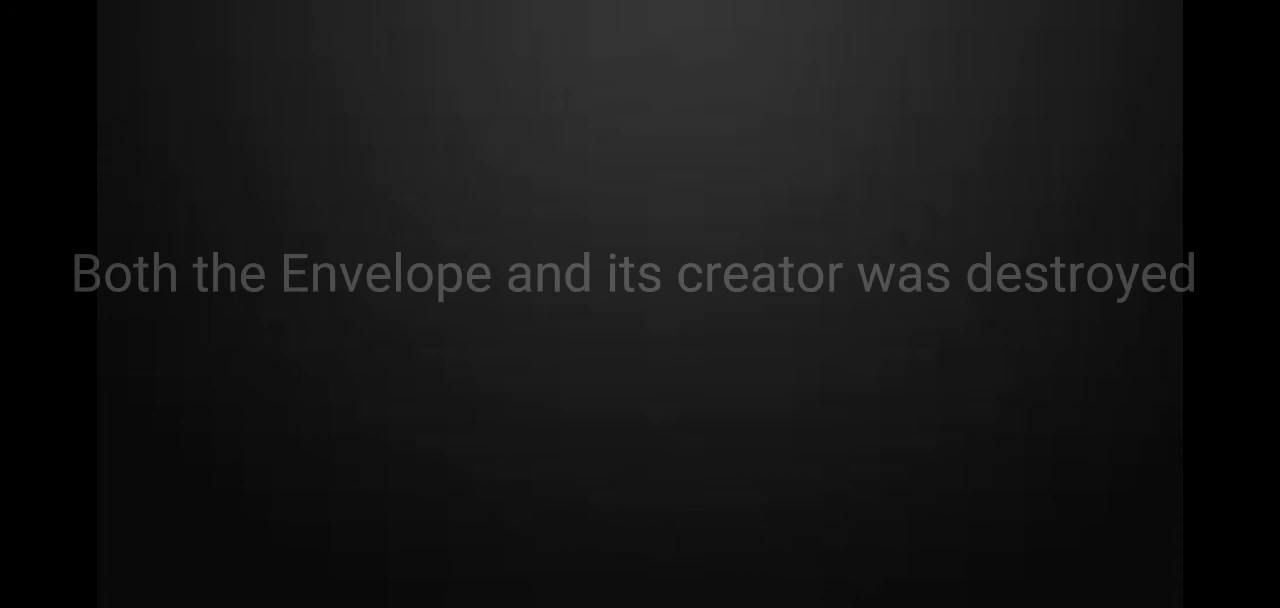 Both the Envelope and its creator was destroyed